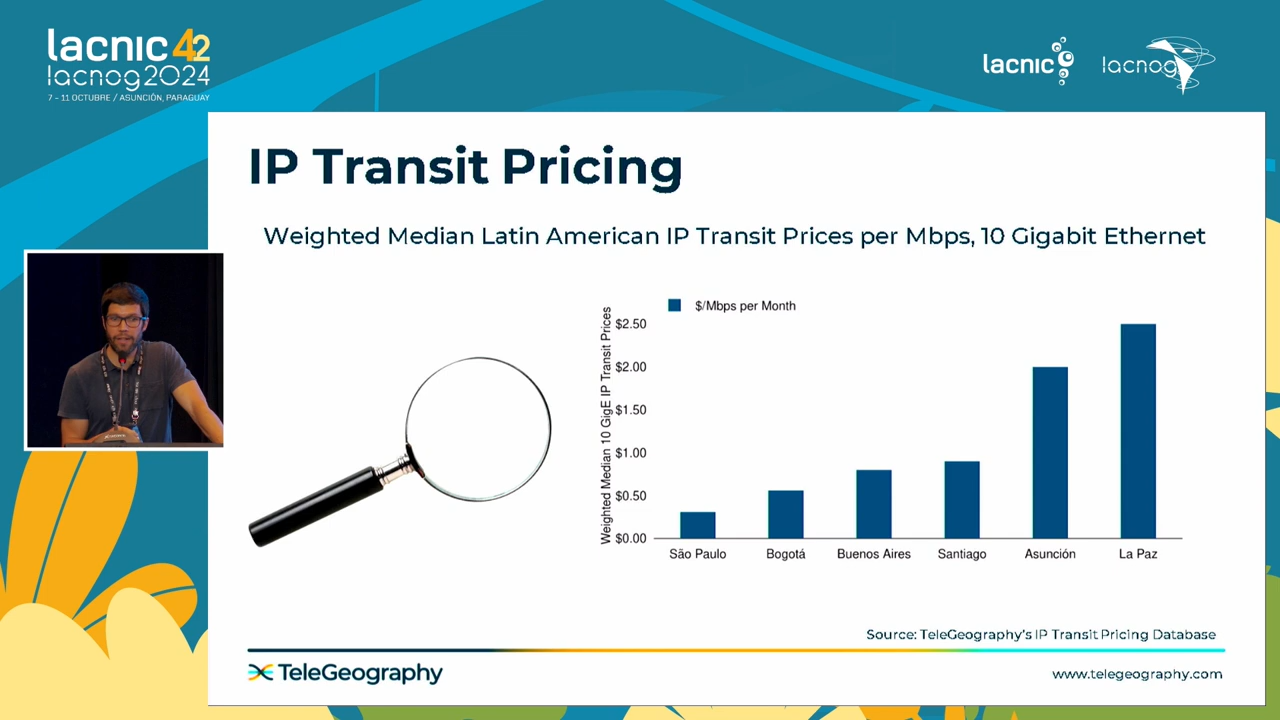 lacnic 42
lacnog2024
7 - 11 OCTUBRE / ASUNCIÓN, PARAGUAY
lacnic
lacnog
IP Transit Pricing
Weighted Median Latin American IP Transit Prices per Mbps, 10 Gigabit Ethernet
$/Mbps per Month
Weighted Median 10 GigE IP Transit Prices
$2.50
$2.00
$1.50
$1.00
$0.50
$0.00
São Paulo Bogotá Buenos Aires Santiago Asunción La Paz
Source: TeleGeography's IP Transit Pricing Database
TeleGeography
www.telegeography.com